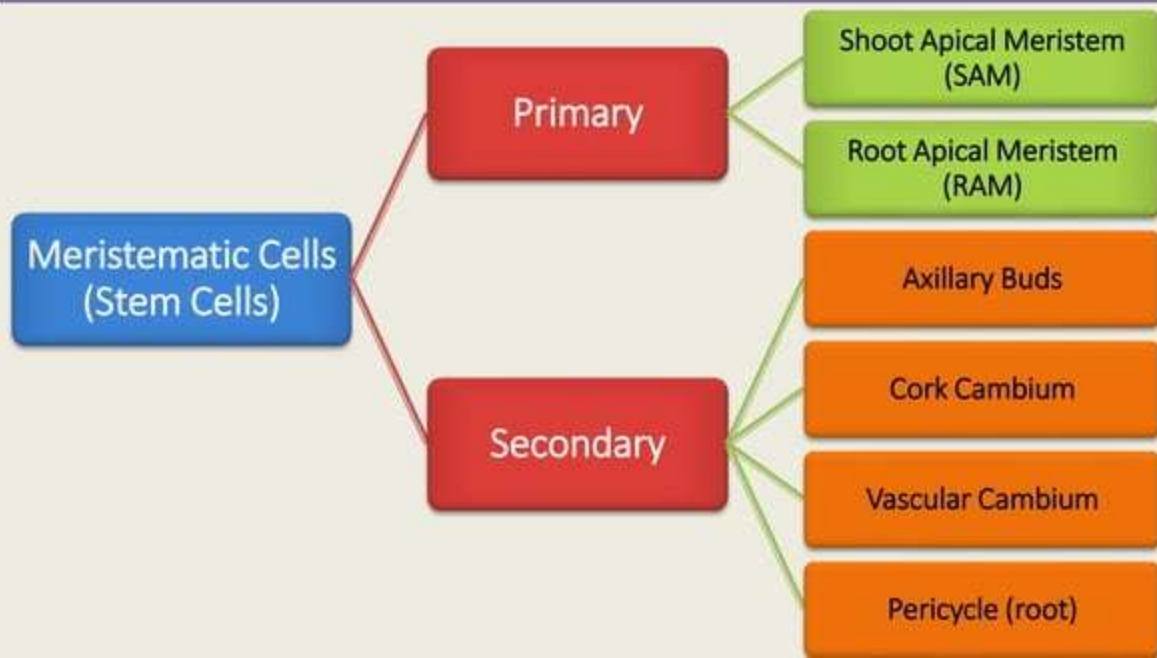 Meristematic Cells
(Stem Cells)
Primary
Secondary
Shoot Apical Meristem
(SAM)
Root Apical Meristem
(RAM)
Axillary Buds
Cork Cambium
Vascular Cambium
Pericycle (root)